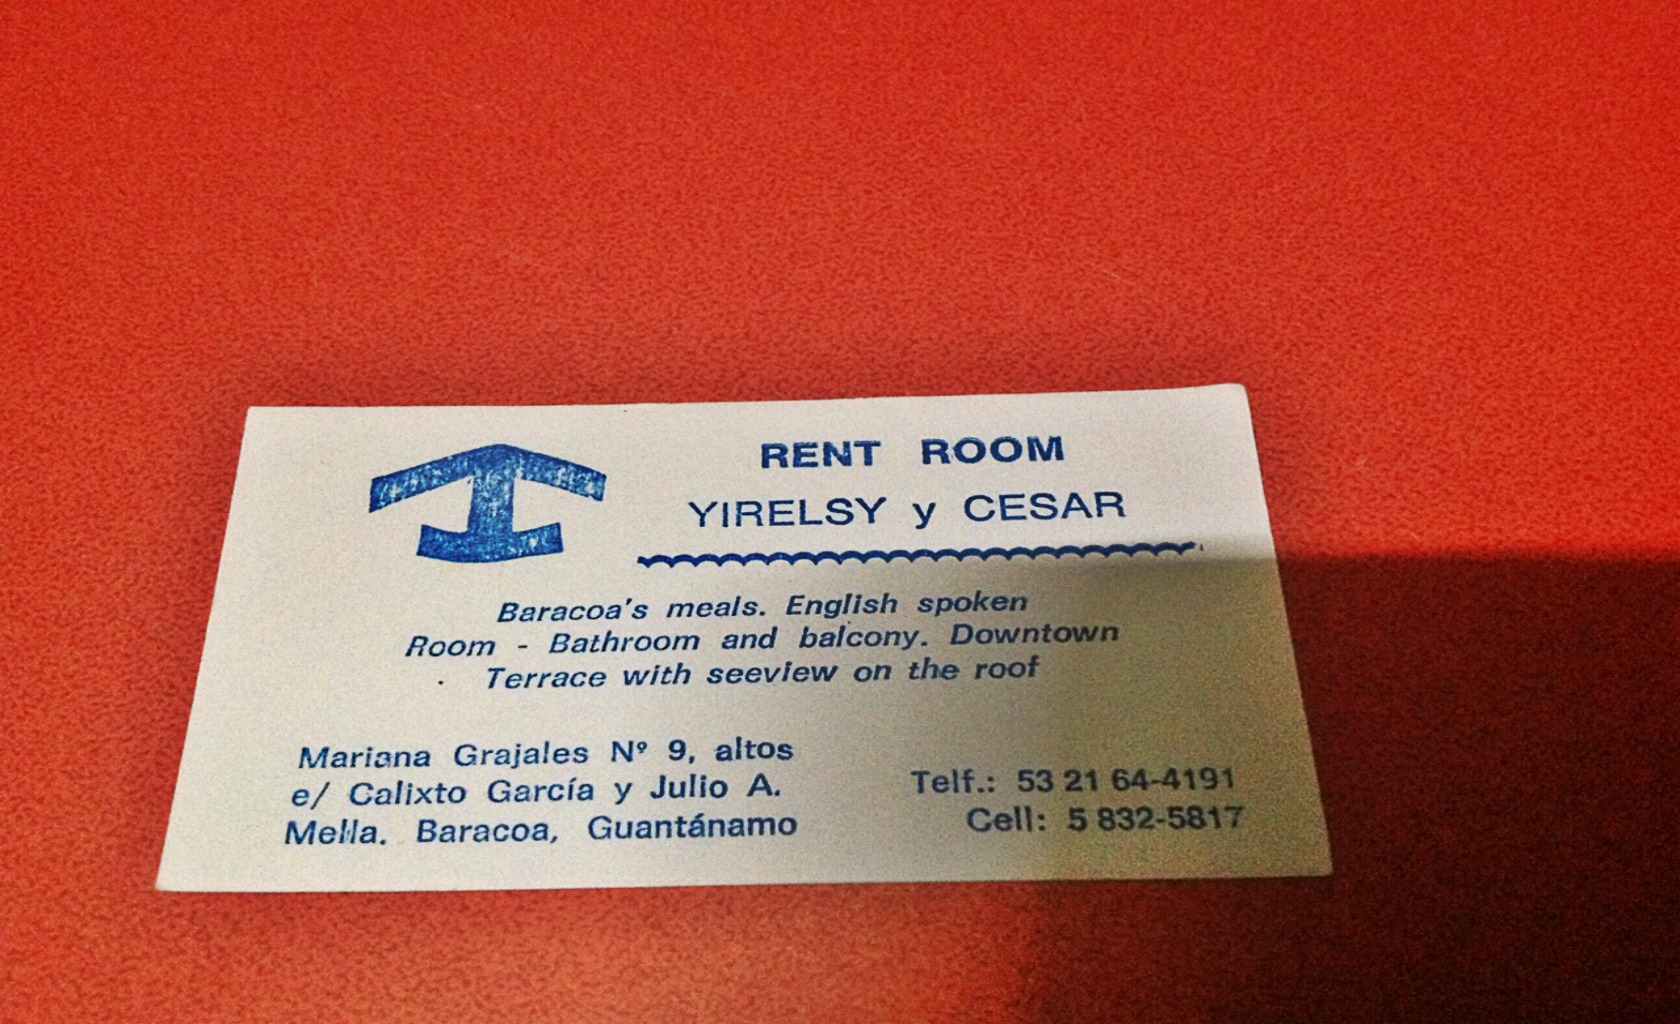 RENT ROOM
YIRELSY y CESAR
Baracoa's meals. English spoken
Room - Bathroom and balcony. Downtown
Terrace with seeview on the roof
Mariana Grajales Nº 9, altos
e/ Calixto García y Julio A.
Mella. Baracoa, Guantánamo
Telf.: 53 21 64-4191
Cell: 5 832-5817